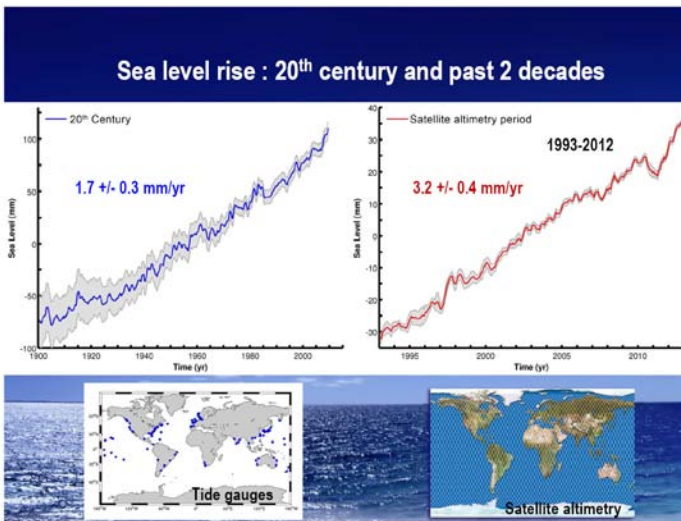 Sea level rise : 20th century and past 2 decades
20th Century
1.7 +/- 0.3 mm/yr
Sea Level (mm)
100
50
0
-50
-100
1900
1920
1940
1960
1980
2000
Time (yr)
Satellite altimetry period
1993-2012
3.2 +/- 0.4 mm/yr
Sea Level (mm)
40
30
20
10
0
-10
-20
-30
1995
2000
2005
2010
Time (yr)
Tide gauges
Satellite altimetry